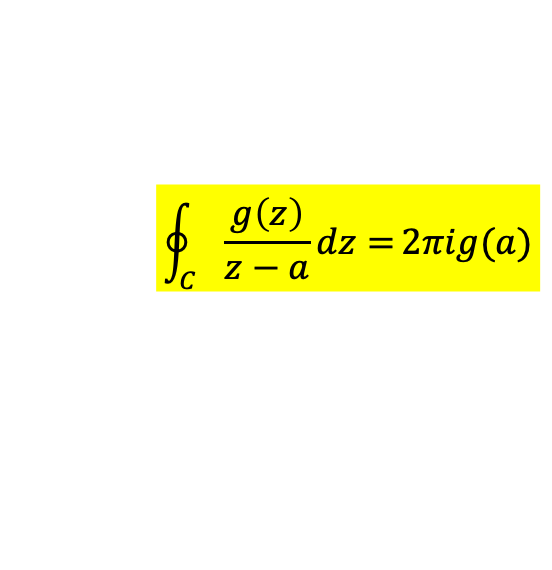 ∮_C g(z)/(z − a) dz = 2πig(a)